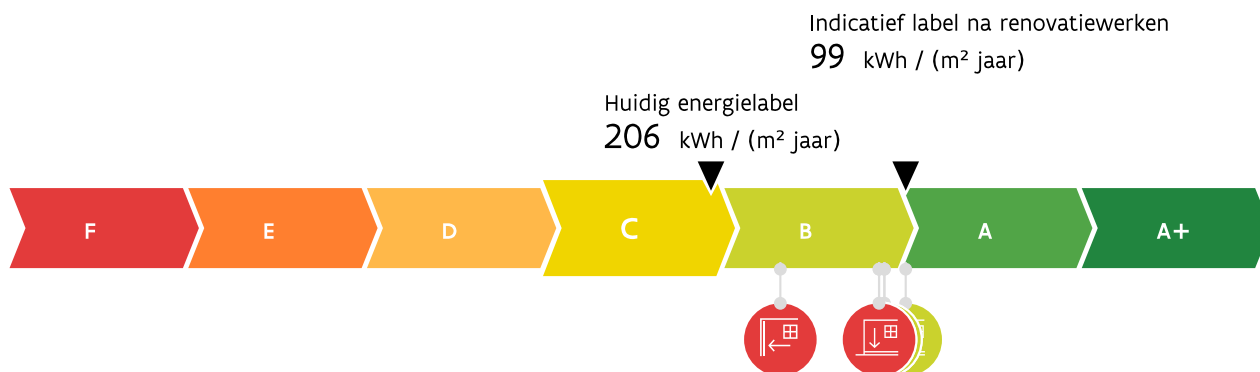 Indicatief label na renovatiewerken
99 kWh / (m² jaar)
Huidig energielabel
206 kWh / (m² jaar)
F E D C B A A+